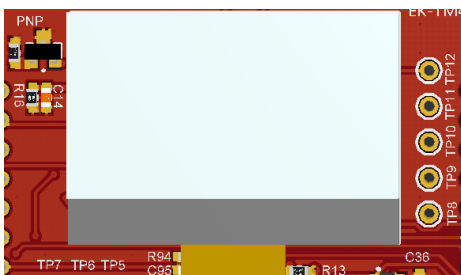 PNP
EK-TM4
R16
C14
TP12
TP11
TP10
TP9
TP8
TP7 TP6 TP5
R94
C95
R13
C36